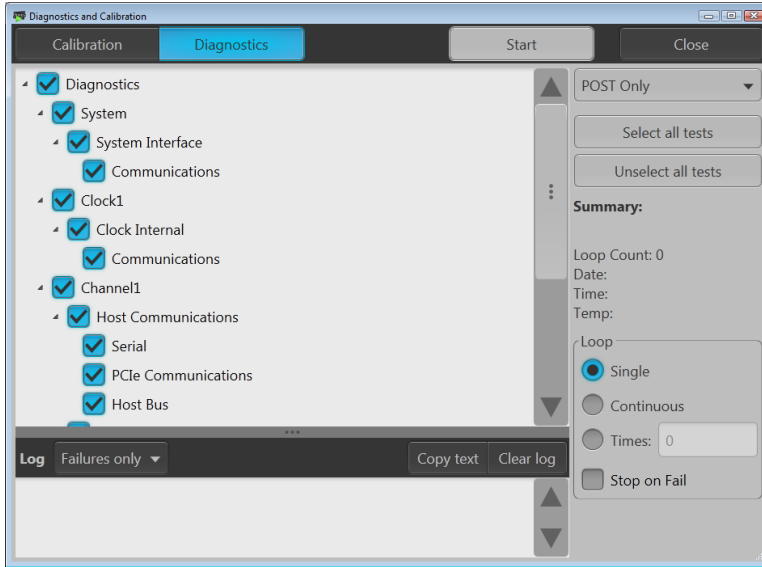 Diagnostics and Calibration
Calibration
Diagnostics
Start
Close
Diagnostics
System
System Interface
Communications
Clock1
Clock Internal
Communications
Channel1
Host Communications
Serial
PCIe Communications
Host Bus
POST Only
Select all tests
Unselect all tests
Summary:
Loop Count: 0
Date:
Time:
Temp:
Loop
Single
Continuous
Times: 0
Stop on Fail
Log Failures only
Copy text
Clear log